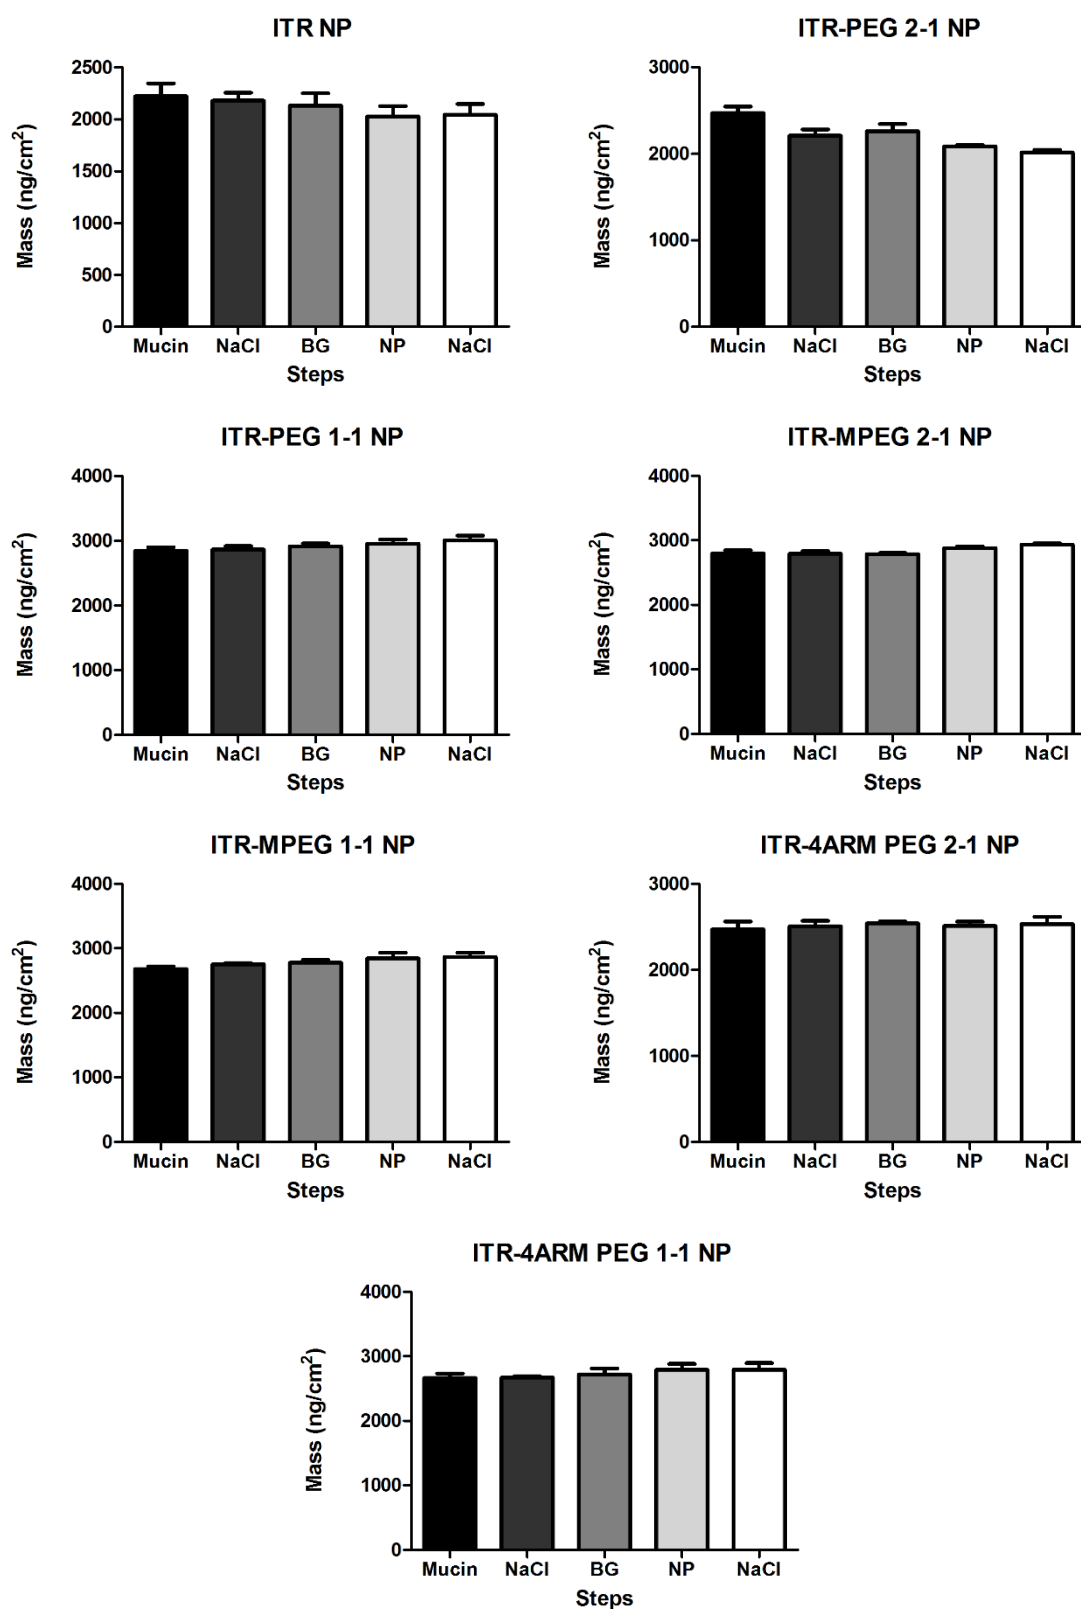 ITR NP
Mass (ng/cm²)
2500
2000
1500
1000
500
0
Mucin NaCl BG NP NaCl
Steps
ITR-PEG 2-1 NP
Mass (ng/cm²)
3000
2000
1000
0
Mucin NaCl BG NP NaCl
Steps
ITR-PEG 1-1 NP
Mass (ng/cm²)
4000
3000
2000
1000
0
Mucin NaCl BG NP NaCl
Steps
ITR-MPEG 2-1 NP
Mass (ng/cm²)
4000
3000
2000
1000
0
Mucin NaCl BG NP NaCl
Steps
ITR-MPEG 1-1 NP
Mass (ng/cm²)
4000
3000
2000
1000
0
Mucin NaCl BG NP NaCl
Steps
ITR-4ARM PEG 2-1 NP
Mass (ng/cm²)
3000
2000
1000
0
Mucin NaCl BG NP NaCl
Steps
ITR-4ARM PEG 1-1 NP
Mass (ng/cm²)
4000
3000
2000
1000
0
Mucin NaCl BG NP NaCl
Steps